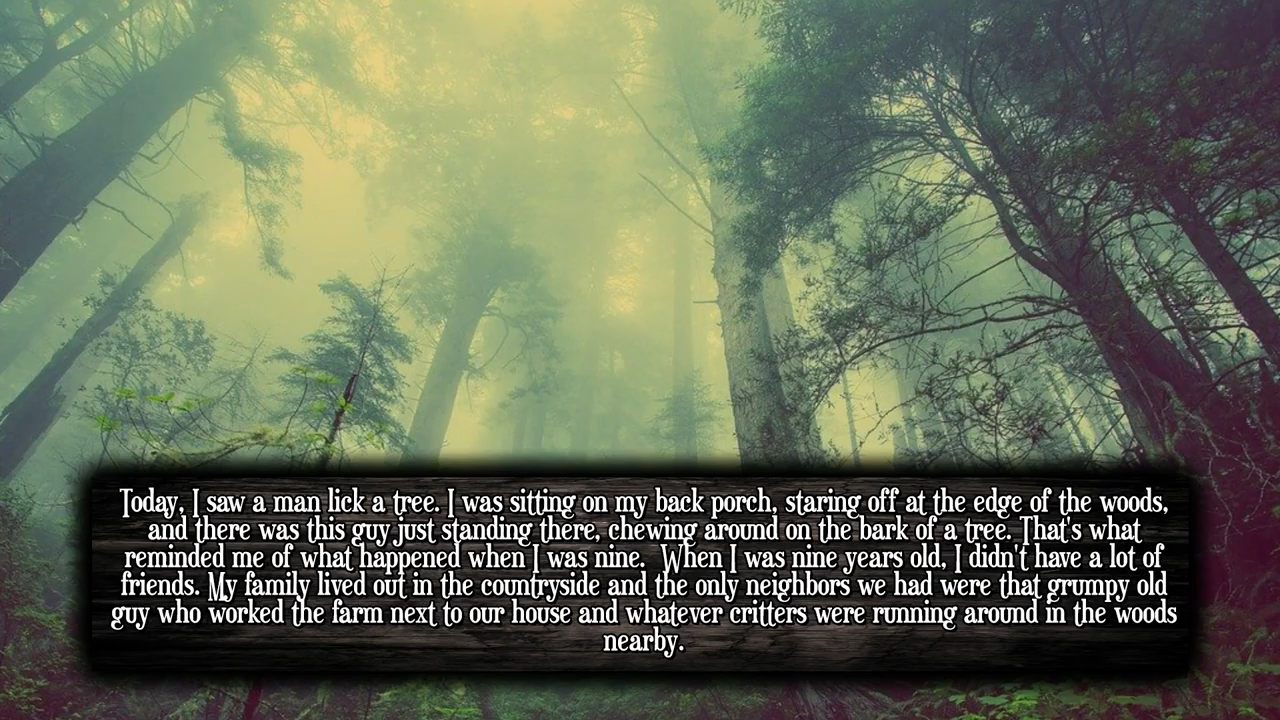 Today, I saw a man lick a tree. I was sitting on my back porch, staring off at the edge of the woods,
and there was this guy just standing there, chewing around on the bark of a tree. That's what
reminded me of what happened when I was nine.  When I was nine years old, I didn't have a lot of
friends. My family lived out in the countryside and the only neighbors we had were that grumpy old
guy who worked the farm next to our house and whatever critters were running around in the woods
nearby.